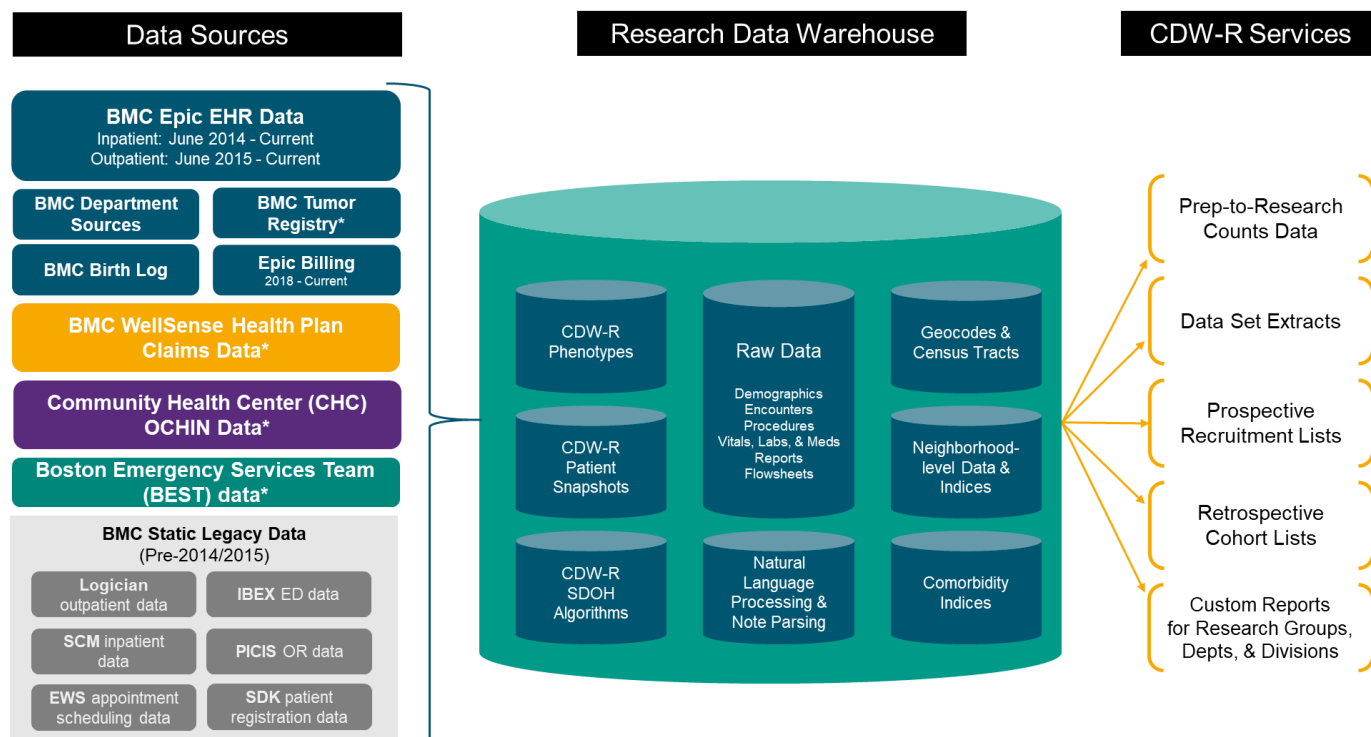 Data Sources
Research Data Warehouse
CDW-R Services
BMC Epic EHR Data
Inpatient: June 2014 - Current
Outpatient: June 2015 - Current
BMC Department
Sources
BMC Tumor
Registry*
BMC Birth Log
Epic Billing
2018 - Current
BMC WellSense Health Plan
Claims Data*
Community Health Center (CHC)
OCHIN Data*
Boston Emergency Services Team
(BEST) data*
BMC Static Legacy Data
(Pre-2014/2015)
Logician
outpatient data
IBEX ED data
SCM inpatient
data
PICIS OR data
EWS appointment
scheduling data
SDK patient
registration data
CDW-R
Phenotypes
Raw Data
Demographics
Encounters
Procedures
Vitals, Labs, & Meds
Reports
Flowsheets
Geocodes &
Census Tracts
CDW-R
Patient
Snapshots
Neighborhood-
level Data &
Indices
CDW-R
SDOH
Algorithms
Natural
Language
Processing &
Note Parsing
Comorbidity
Indices
Prep-to-Research
Counts Data
Data Set Extracts
Prospective
Recruitment Lists
Retrospective
Cohort Lists
Custom Reports
for Research Groups,
Depts, & Divisions